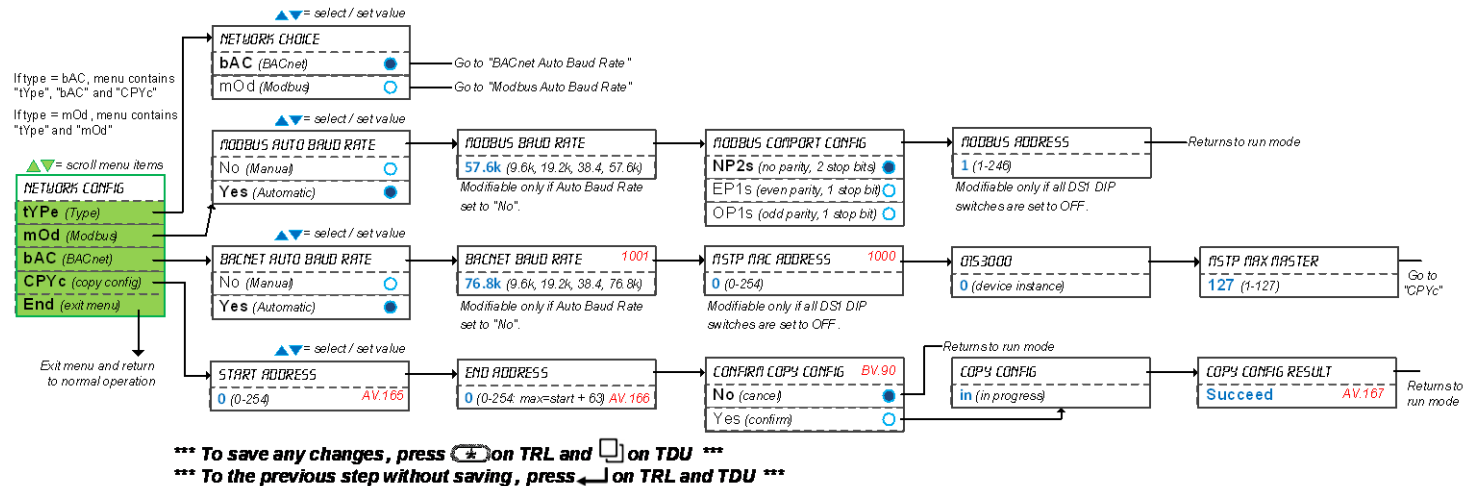 = select / set value
NETWORK CHOICE
bAC (BACnet)
Go to "BACnet Auto Baud Rate"
mOd (Modbus)
Go to "Modbus Auto Baud Rate"
If type = bAC, menu contains
"tYpe", "bAC" and "CPYc"
If type = mOd, menu contains
"tYpe" and "mOd"
= scroll menu items
NETWORK CONFIG
tYPe (Type)
mOd (Modbus)
bAC (BACnet)
CPYc (copy config)
End (exit menu)
Exit menu and return
to normal operation
= select / set value
MODBUS AUTO BAUD RATE
No (Manual)
Yes (Automatic)
MODBUS BAUD RATE
57.6k (9.6k, 19.2k, 38.4, 57.6k)
Modifiable only if Auto Baud Rate
set to "No".
MODBUS COMPORT CONFIG
NP2s (no parity, 2 stop bits)
EP1s (even parity, 1 stop bit)
OP1s (odd parity, 1 stop bit)
MODBUS ADDRESS
1 (1-246)
Modifiable only if all DS1 DIP
switches are set to OFF.
Returns to run mode
= select / set value
BACNET AUTO BAUD RATE
No (Manual)
Yes (Automatic)
BACNET BAUD RATE 1001
76.8k (9.6k, 19.2k, 38.4, 76.8k)
Modifiable only if Auto Baud Rate
set to "No".
MSTP MAC ADDRESS 1000
0 (0-254)
Modifiable only if all DS1 DIP
switches are set to OFF.
0153000
0 (device instance)
MSTP MAX MASTER
127 (1-127)
Go to
"CPYc"
= select / set value
START ADDRESS
0 (0-254) AV.165
END ADDRESS
0 (0-254: max=start + 63) AV.166
CONFIRM COPY CONFIG BV.90
No (cancel)
Yes (confirm)
Returns to run mode
COPY CONFIG
in (in progress)
COPY CONFIG RESULT
Succeed AV.167
Returns to
run mode
*** To save any changes, press * on TRL and on TDU ***
*** To the previous step without saving, press on TRL and TDU ***